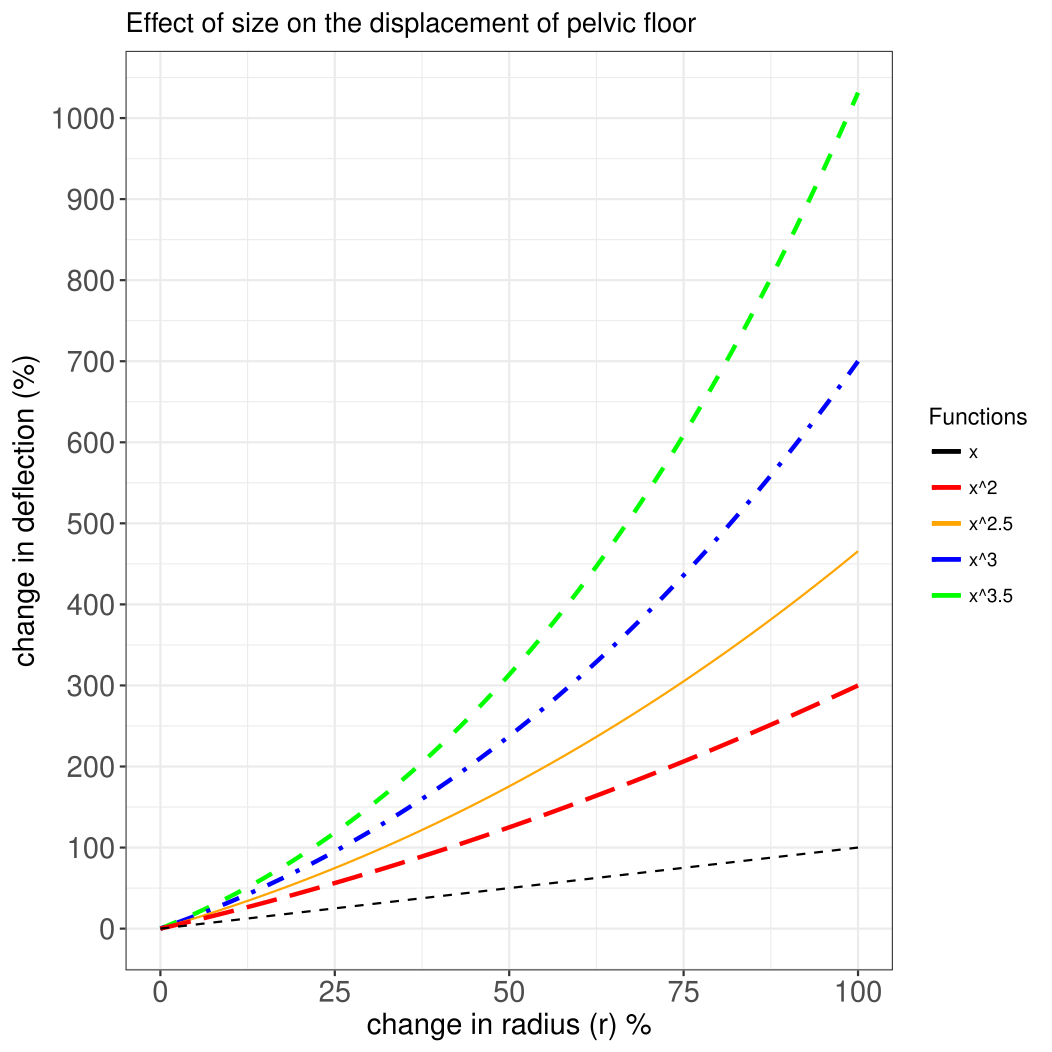 Effect of size on the displacement of pelvic floor
change in deflection (%)
1000
900
800
700
600
500
400
300
200
100
0
0 25 50 75 100
change in radius (r) %
Functions
x
x^2
x^2.5
x^3
x^3.5